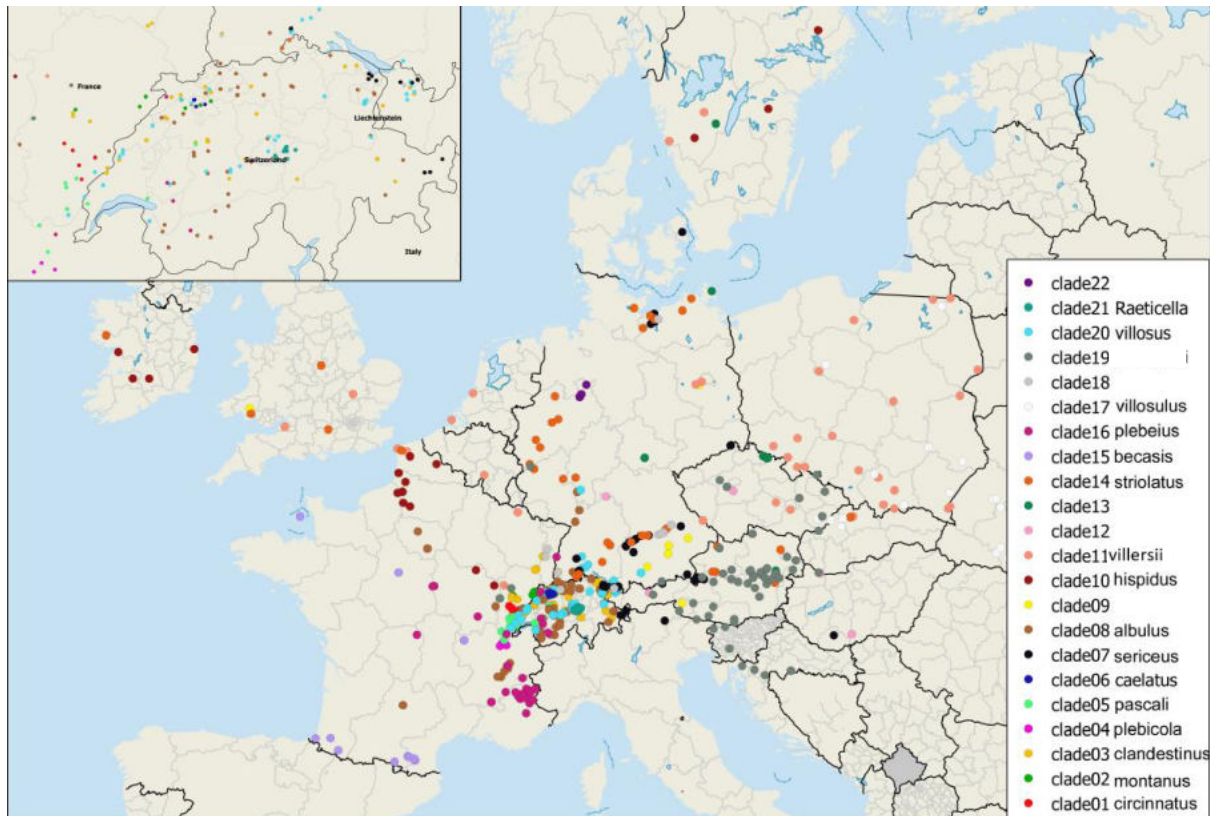 France
Liechtenstein
Switzerland
Italy
clade22
clade21 Raeticella
clade20 villosus
clade19 i
clade18
clade17 villosulus
clade16 plebeius
clade15 becasis
clade14 striolatus
clade13
clade12
clade11 villersii
clade10 hispidus
clade09
clade08 albulus
clade07 sericeus
clade06 caelatus
clade05 pascali
clade04 plebicola
clade03 clandestinus
clade02 montanus
clade01 circinnatus